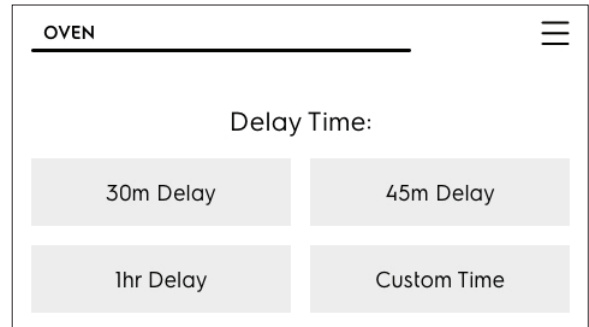 OVEN
Delay Time:
30m Delay
45m Delay
1hr Delay
Custom Time